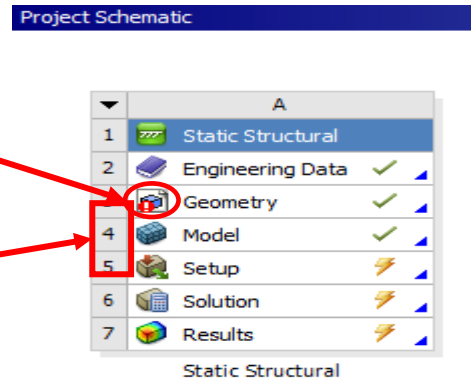 Project Schematic
A
1 Static Structural
2 Engineering Data
3 Geometry
4 Model
5 Setup
6 Solution
7 Results
Static Structural